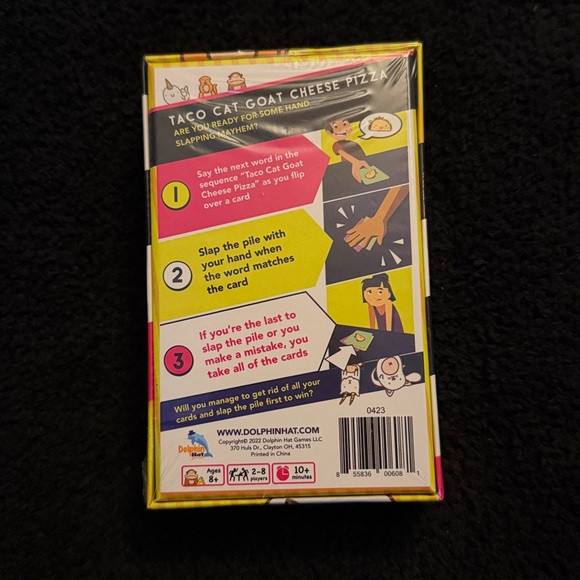 TACO CAT GOAT CHEESE PIZZA
ARE YOU READY FOR SOME HAND
SLAPPING MAYHEM?
1
Say the next word in the
sequence "Taco Cat Goat
Cheese Pizza" as you flip
over a card
2
Slap the pile with
your hand when
the word matches
the card
3
If you're the last to
slap the pile or you
make a mistake, you
take all of the cards
Will you manage to get rid of all your
cards and slap the pile first to win?
Dolphin
Hat
WWW.DOLPHINHAT.COM
Copyright© 2022 Dolphin Hat Games LLC
370 Huls Dr., Clayton OH, 45315
Printed in China
Ages
8+
2-8
players
10+
minutes
0423
8 55836 00608 1